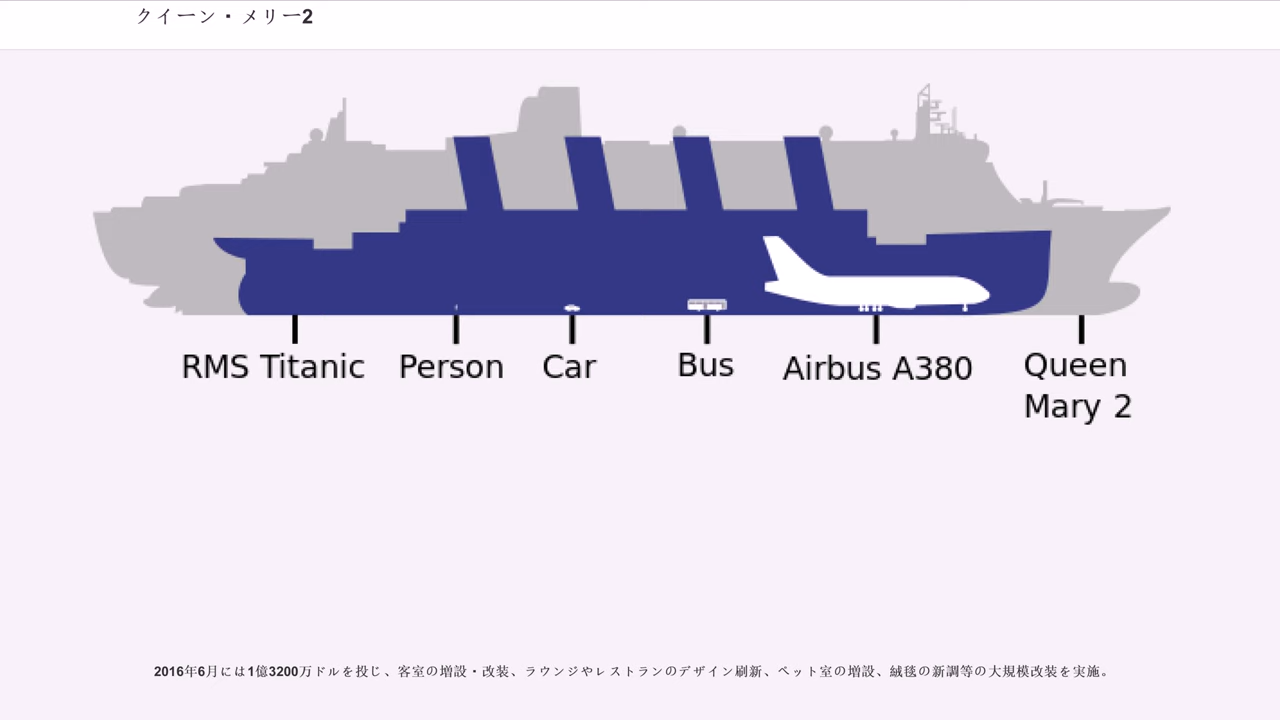 クイーン・メリー2
RMS Titanic
Person
Car
Bus
Airbus A380
Queen
Mary 2
2016年6月には1億3200万ドルを投じ、客室の増設・改装、ラウンジやレストランのデザイン刷新、ペット室の増設、絨毯の新調等の大規模改装を実施。